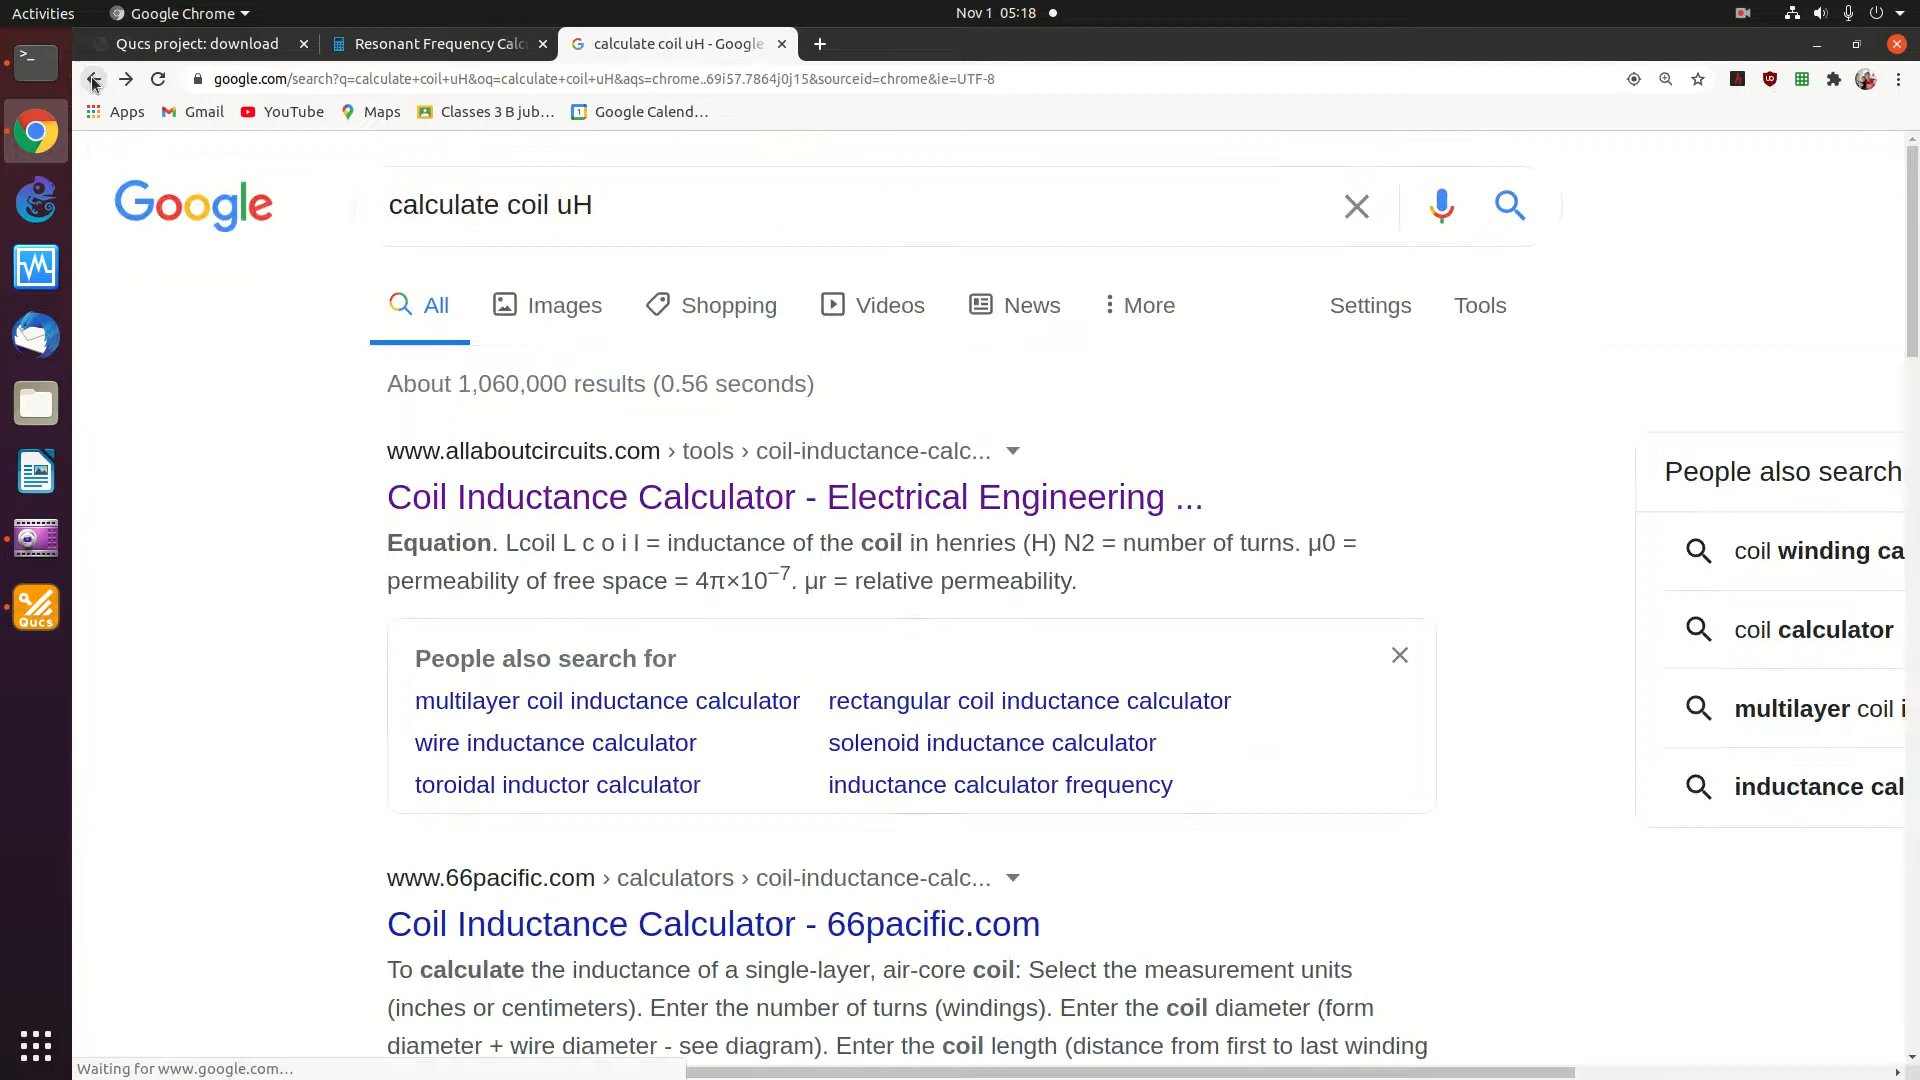 Activities
Google Chrome
Nov 1 05:18
Qucs project: download
Resonant Frequency Calc
calculate coil uH - Google
google.com/search?q=calculate+coil+uH&oq=calculate+coil+uH&aqs=chrome..69i57.7864j0j15&sourceid=chrome&ie=UTF-8
Apps
Gmail
YouTube
Maps
Classes 3 B jub...
Google Calend...
Google
calculate coil uH
All
Images
Shopping
Videos
News
More
Settings
Tools
About 1,060,000 results (0.56 seconds)
www.allaboutcircuits.com › tools › coil-inductance-calc...
Coil Inductance Calculator - Electrical Engineering ...
Equation. Lcoil L c o i l = inductance of the coil in henries (H) N2 = number of turns. μ0 =
permeability of free space = 4π×10−7. μr = relative permeability.
People also search for
multilayer coil inductance calculator
rectangular coil inductance calculator
wire inductance calculator
solenoid inductance calculator
toroidal inductor calculator
inductance calculator frequency
www.66pacific.com › calculators › coil-inductance-calc...
Coil Inductance Calculator - 66pacific.com
To calculate the inductance of a single-layer, air-core coil: Select the measurement units
(inches or centimeters). Enter the number of turns (windings). Enter the coil diameter (form
diameter + wire diameter - see diagram). Enter the coil length (distance from first to last winding
People also search
coil winding ca
coil calculator
multilayer coil i
inductance cal
Qucs
Waiting for www.google.com...